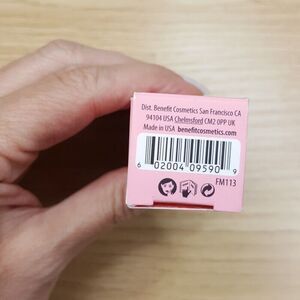 Dist. Benefit Cosmetics San Francisco CA
94104 USA Chelmsford CM2 0PP UK
Made in USA benefitcosmetics.com
6 02004 09590 9
FM113